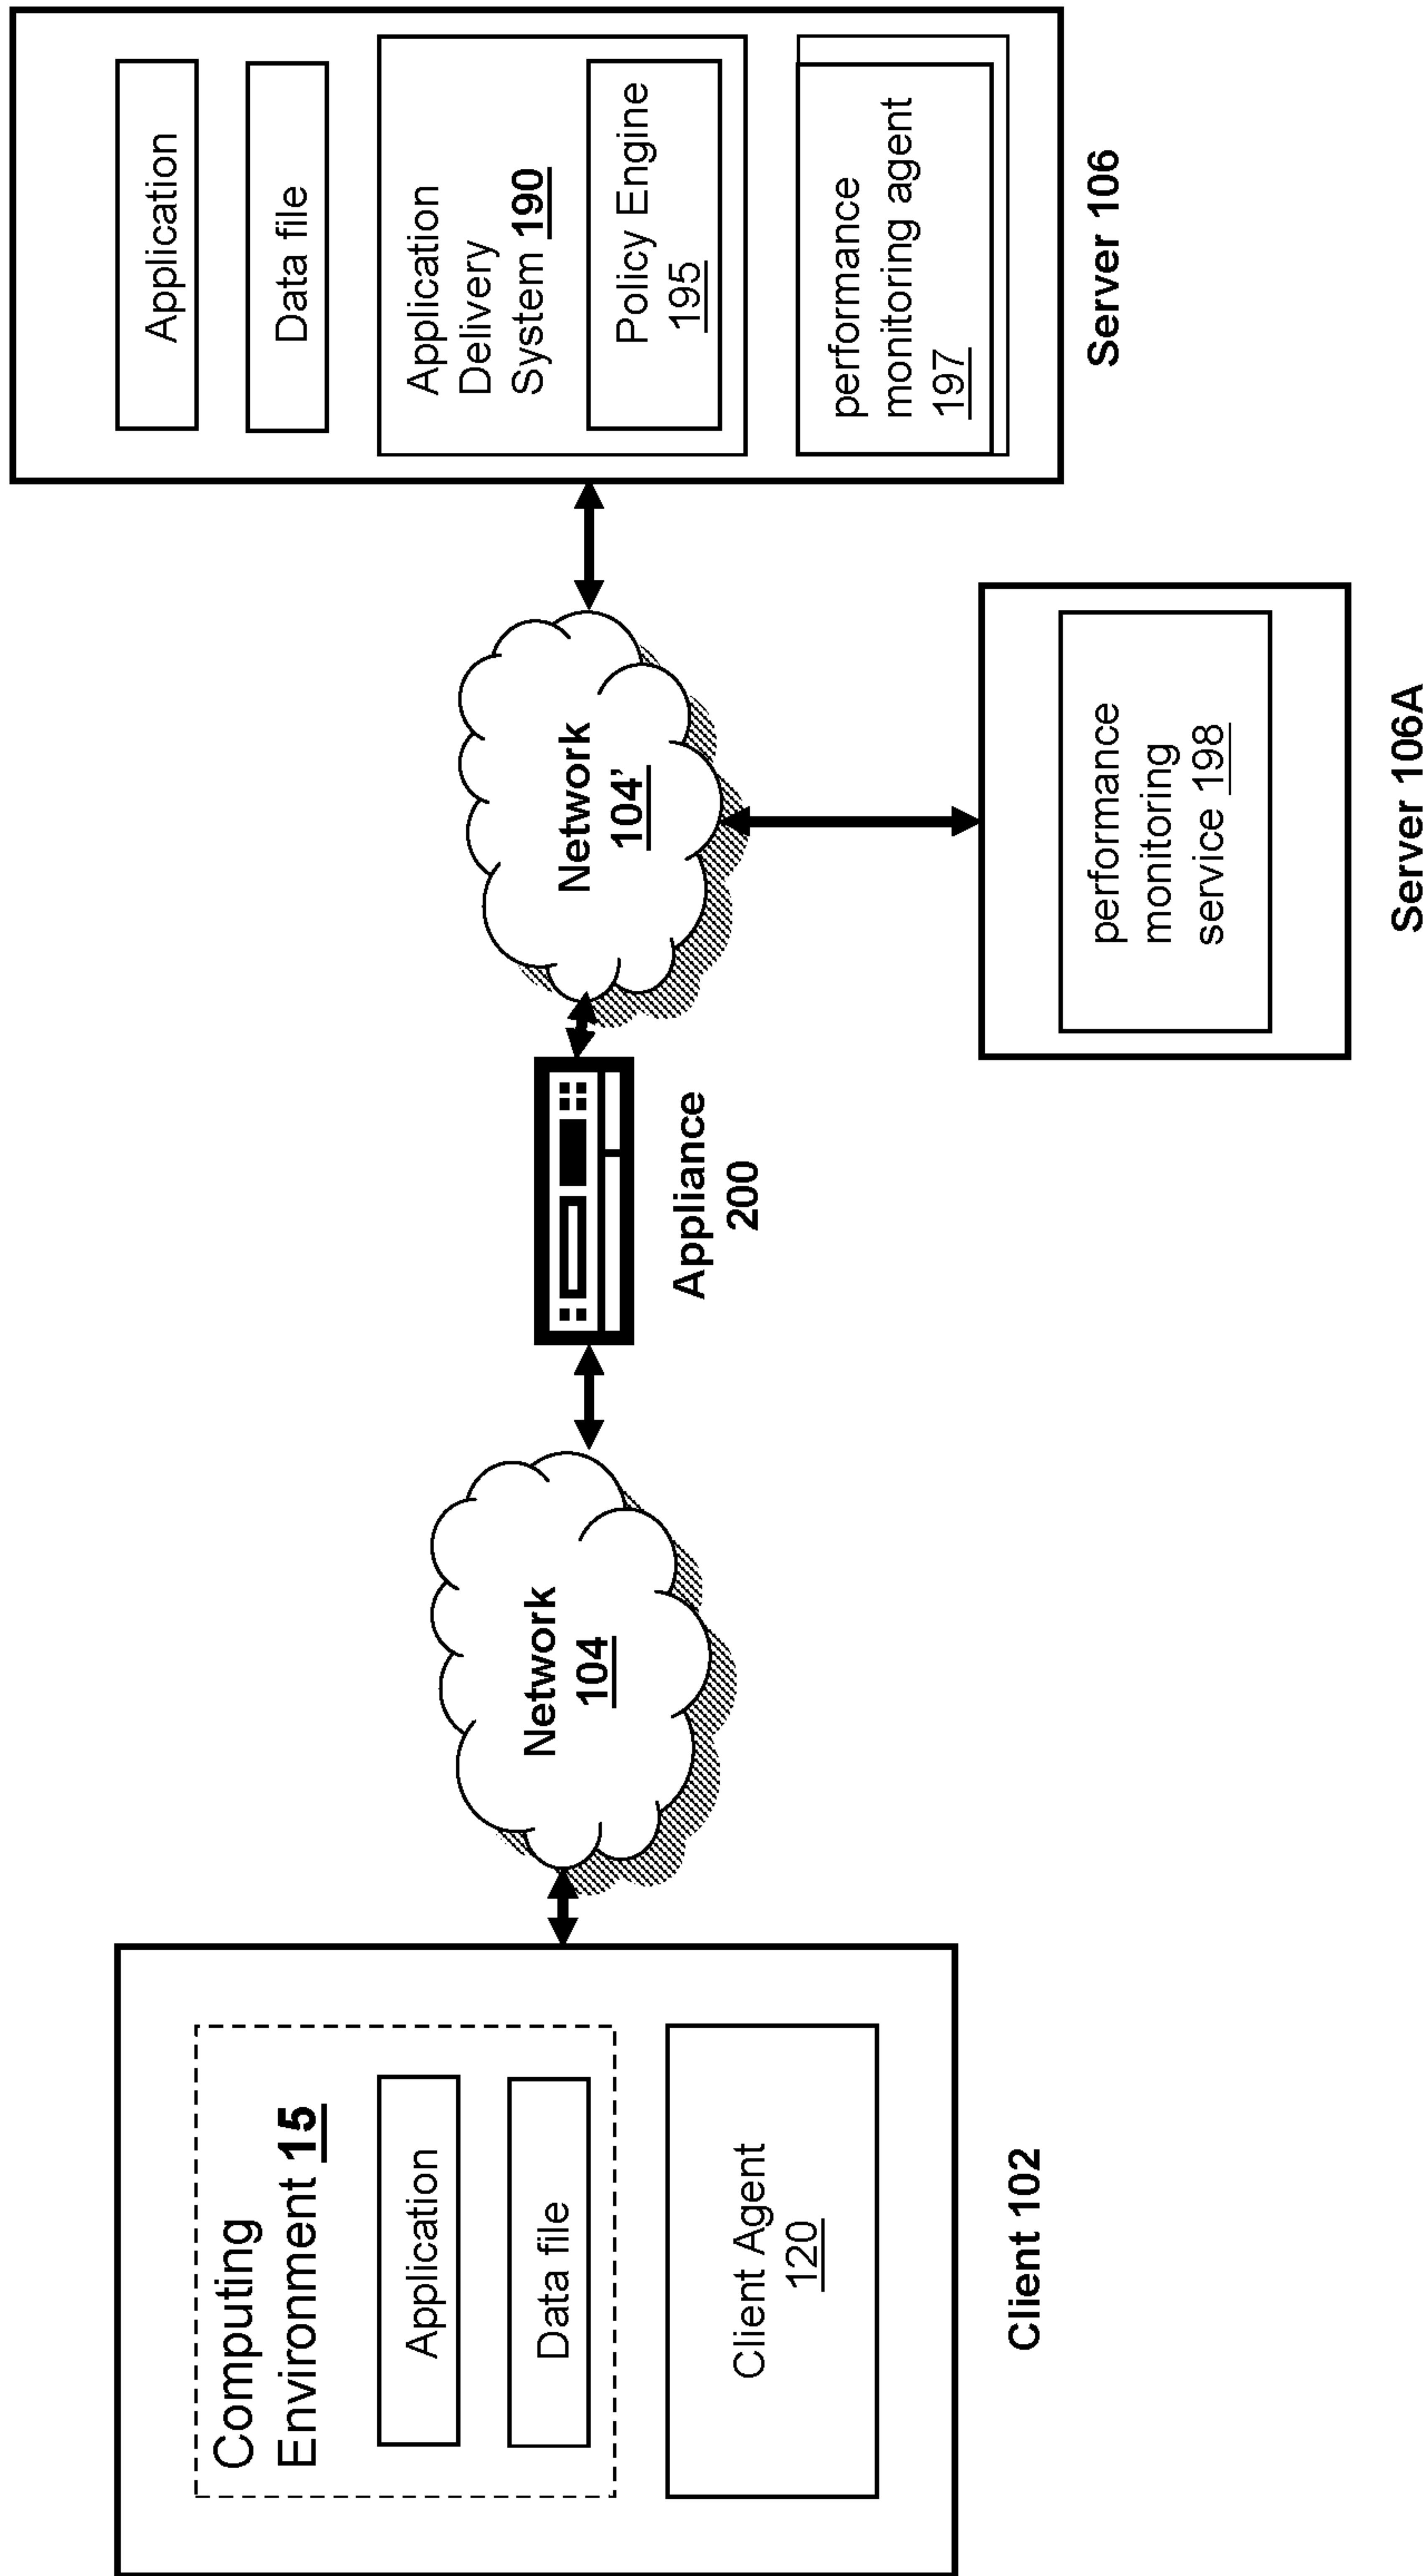 Computing
Environment 15
Application
Data file
Client Agent
120
Client 102
Network
104
Appliance
200
Network
104’
performance
monitoring
service 198
Server 106A
Application
Data file
Application
Delivery
System 190
Policy Engine
195
performance
monitoring agent
197
Server 106